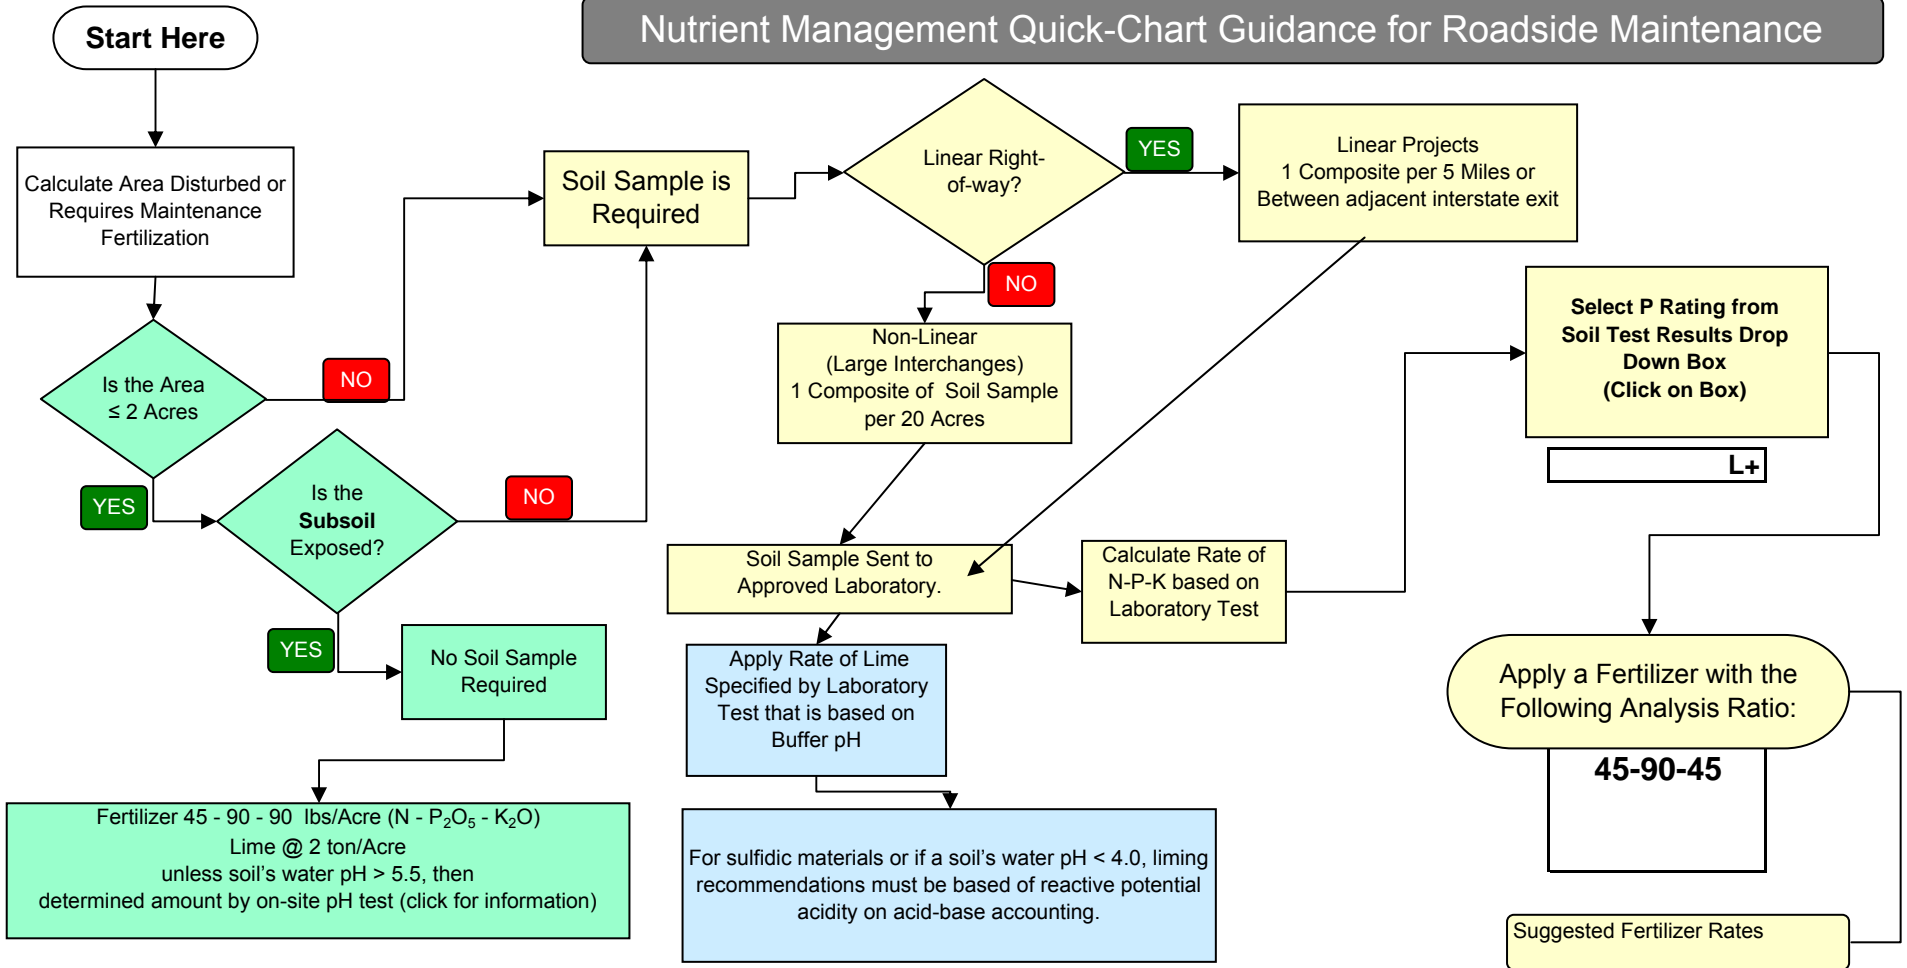 Nutrient Management Quick-Chart Guidance for Roadside Maintenance
Start Here
Calculate Area Disturbed or
Requires Maintenance
Fertilization
Is the Area
≤ 2 Acres
NO
YES
Is the
Subsoil
Exposed?
NO
YES
No Soil Sample
Required
Fertilizer 45 - 90 - 90 lbs/Acre (N - P₂O₅ - K₂O)
Lime @ 2 ton/Acre
unless soil's water pH > 5.5, then
determined amount by on-site pH test (click for information)
Soil Sample is
Required
Linear Right-
of-way?
YES
NO
Linear Projects
1 Composite per 5 Miles or
Between adjacent interstate exit
Non-Linear
(Large Interchanges)
1 Composite of Soil Sample
per 20 Acres
Soil Sample Sent to
Approved Laboratory.
Apply Rate of Lime
Specified by Laboratory
Test that is based on
Buffer pH
For sulfidic materials or if a soil's water pH < 4.0, liming
recommendations must be based of reactive potential
acidity on acid-base accounting.
Calculate Rate of
N-P-K based on
Laboratory Test
Select P Rating from
Soil Test Results Drop
Down Box
(Click on Box)
L+
Apply a Fertilizer with the
Following Analysis Ratio:
45-90-45
Suggested Fertilizer Rates